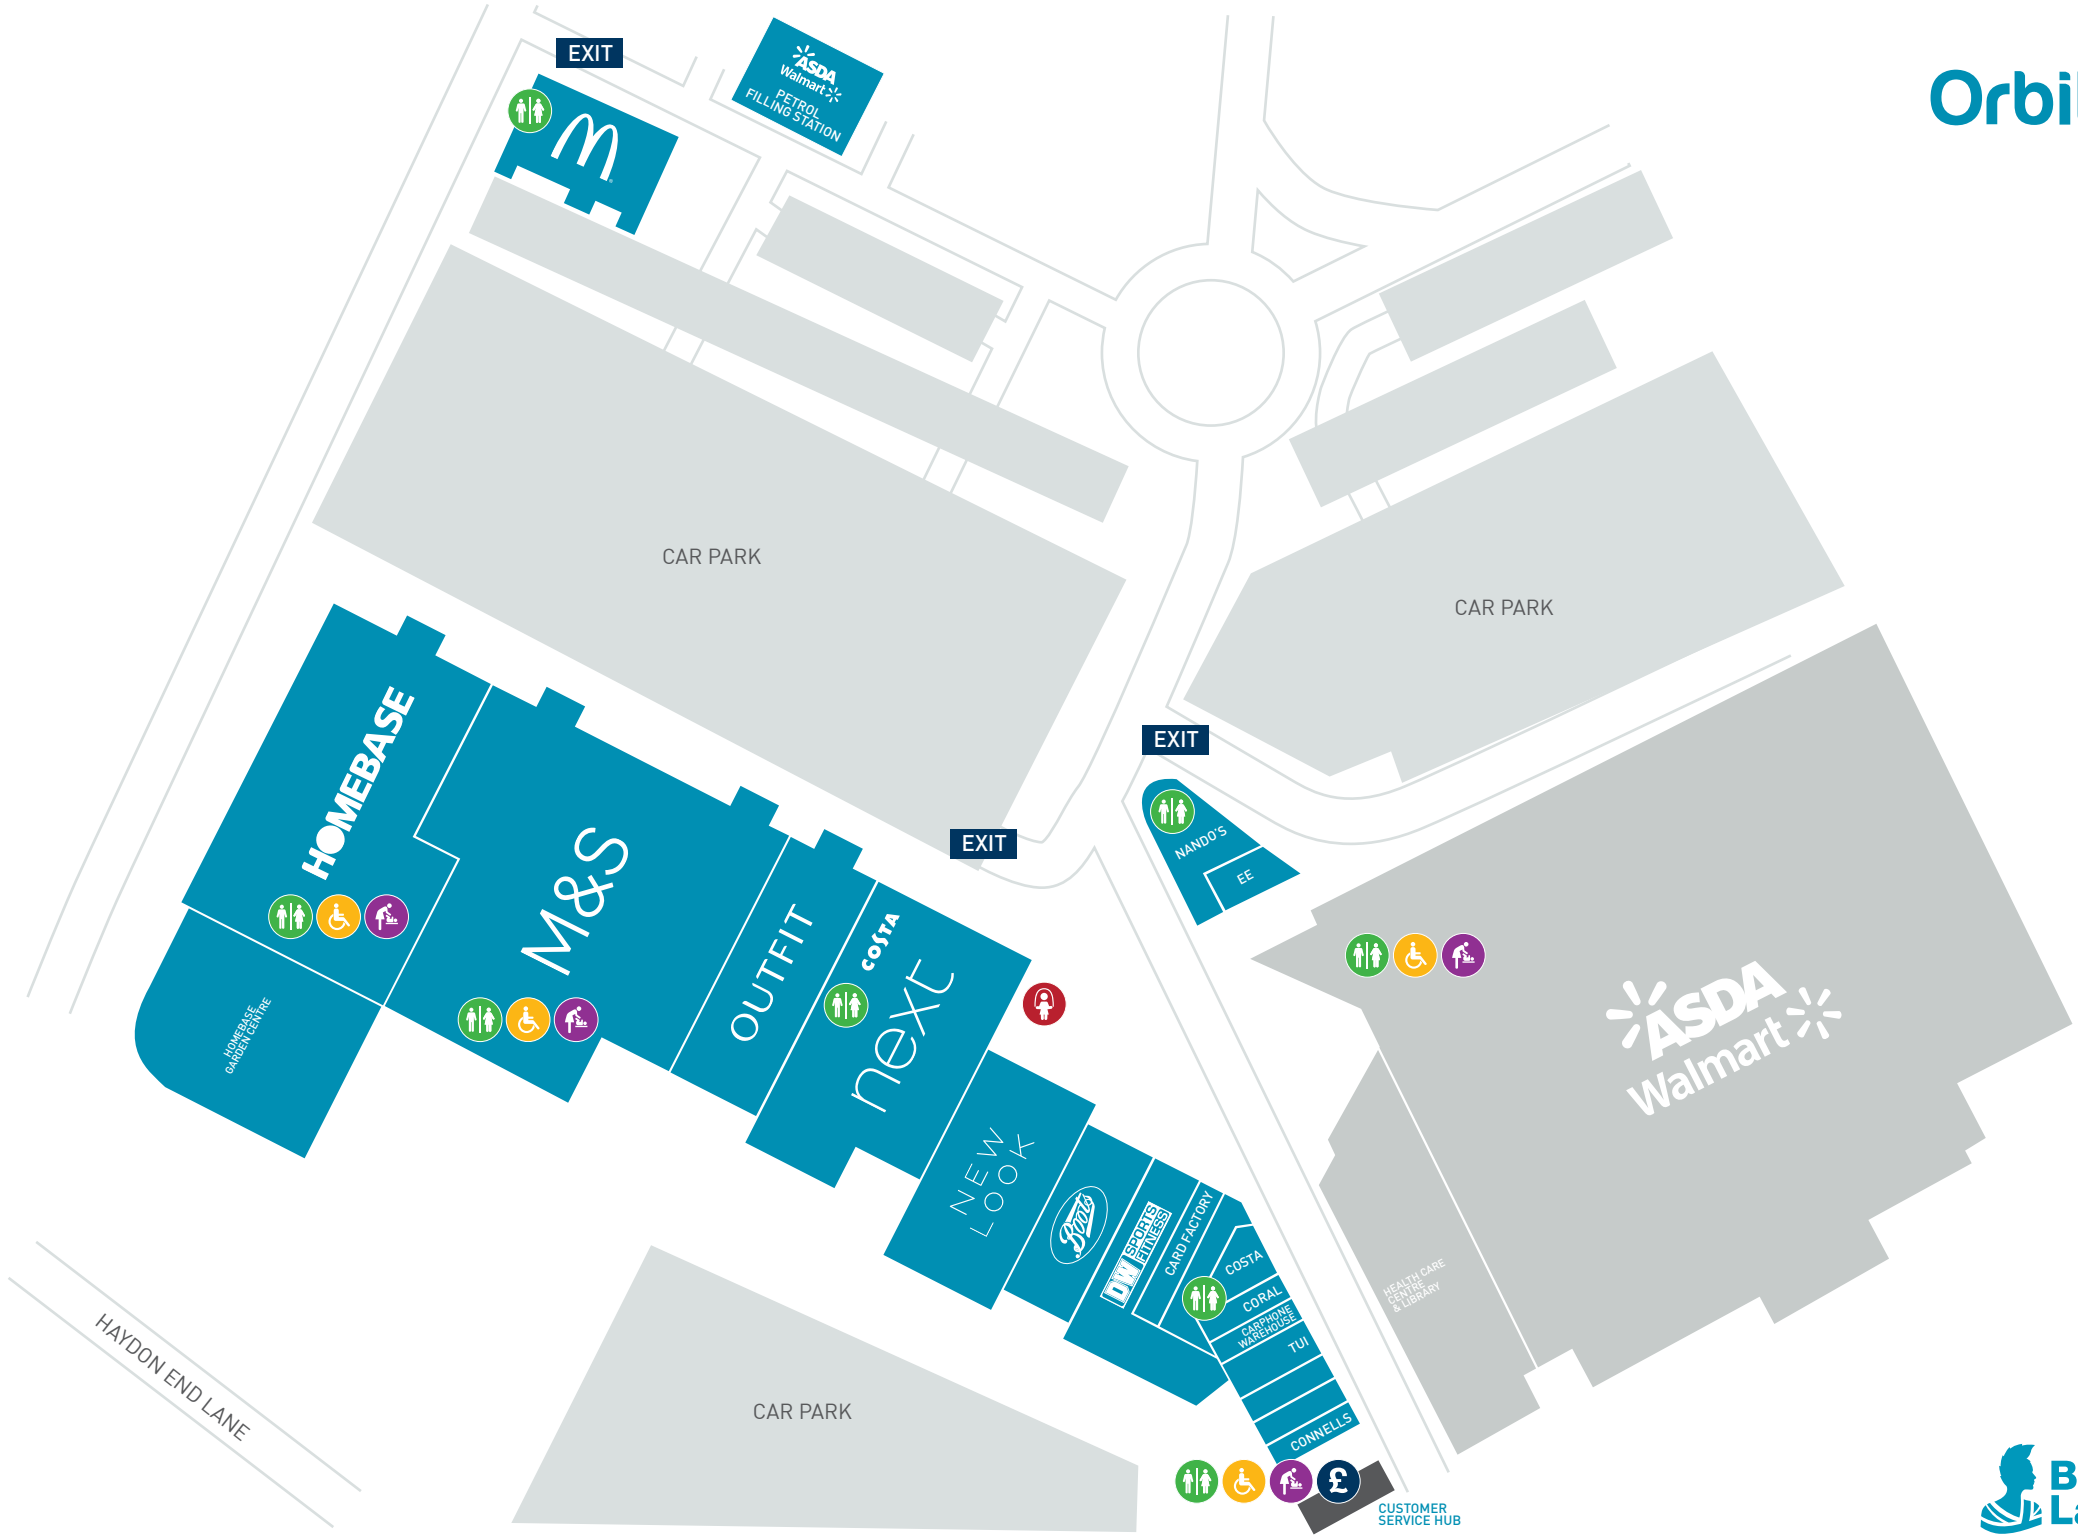 EXIT
ASDA
Walmart
PETROL
FILLING STATION
Orbi
CAR PARK
CAR PARK
HOMEBASE
M&S
OUTFIT
COSTA
next
EXIT
EXIT
NANDO'S
EE
ASDA
Walmart
HOMEBASE
GARDEN CENTRE
NEW
LOOK
Boots
DW SPORTS
FITNESS
CARD FACTORY
COSTA
CORAL
CARPHONE
WAREHOUSE
TUI
CONNELLS
HEALTH CARE
CENTRE
& LIBRARY
HAYDON END LANE
CAR PARK
£
CUSTOMER
SERVICE HUB
B
La